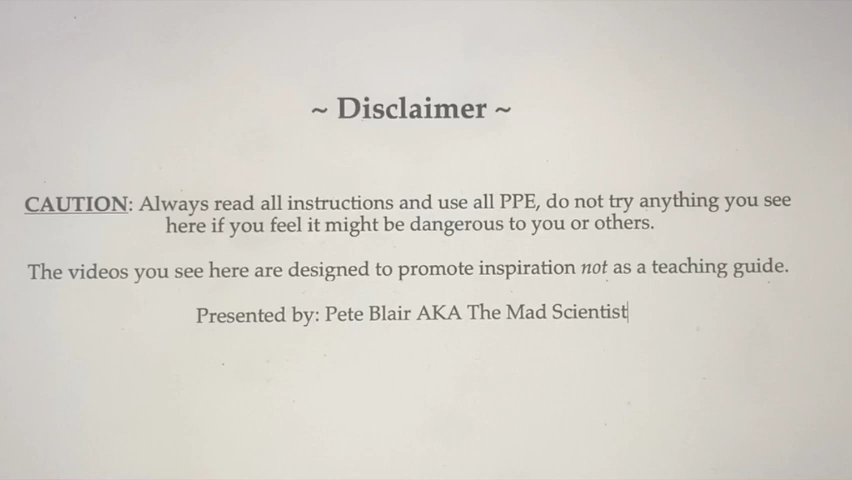 ~ Disclaimer ~
CAUTION: Always read all instructions and use all PPE, do not try anything you see
here if you feel it might be dangerous to you or others.
The videos you see here are designed to promote inspiration not as a teaching guide.
Presented by: Pete Blair AKA The Mad Scientist